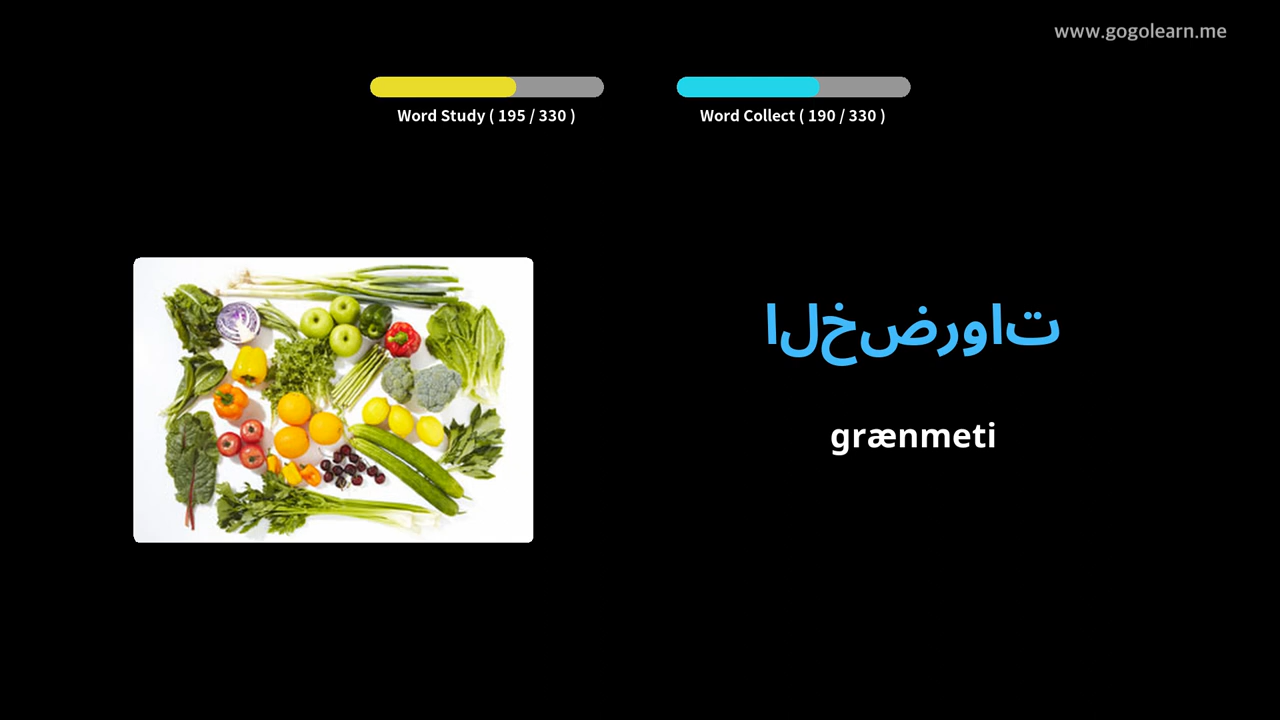 www.gogolearn.me
Word Study ( 195 / 330 )
Word Collect ( 190 / 330 )
الخضروات
grænmeti